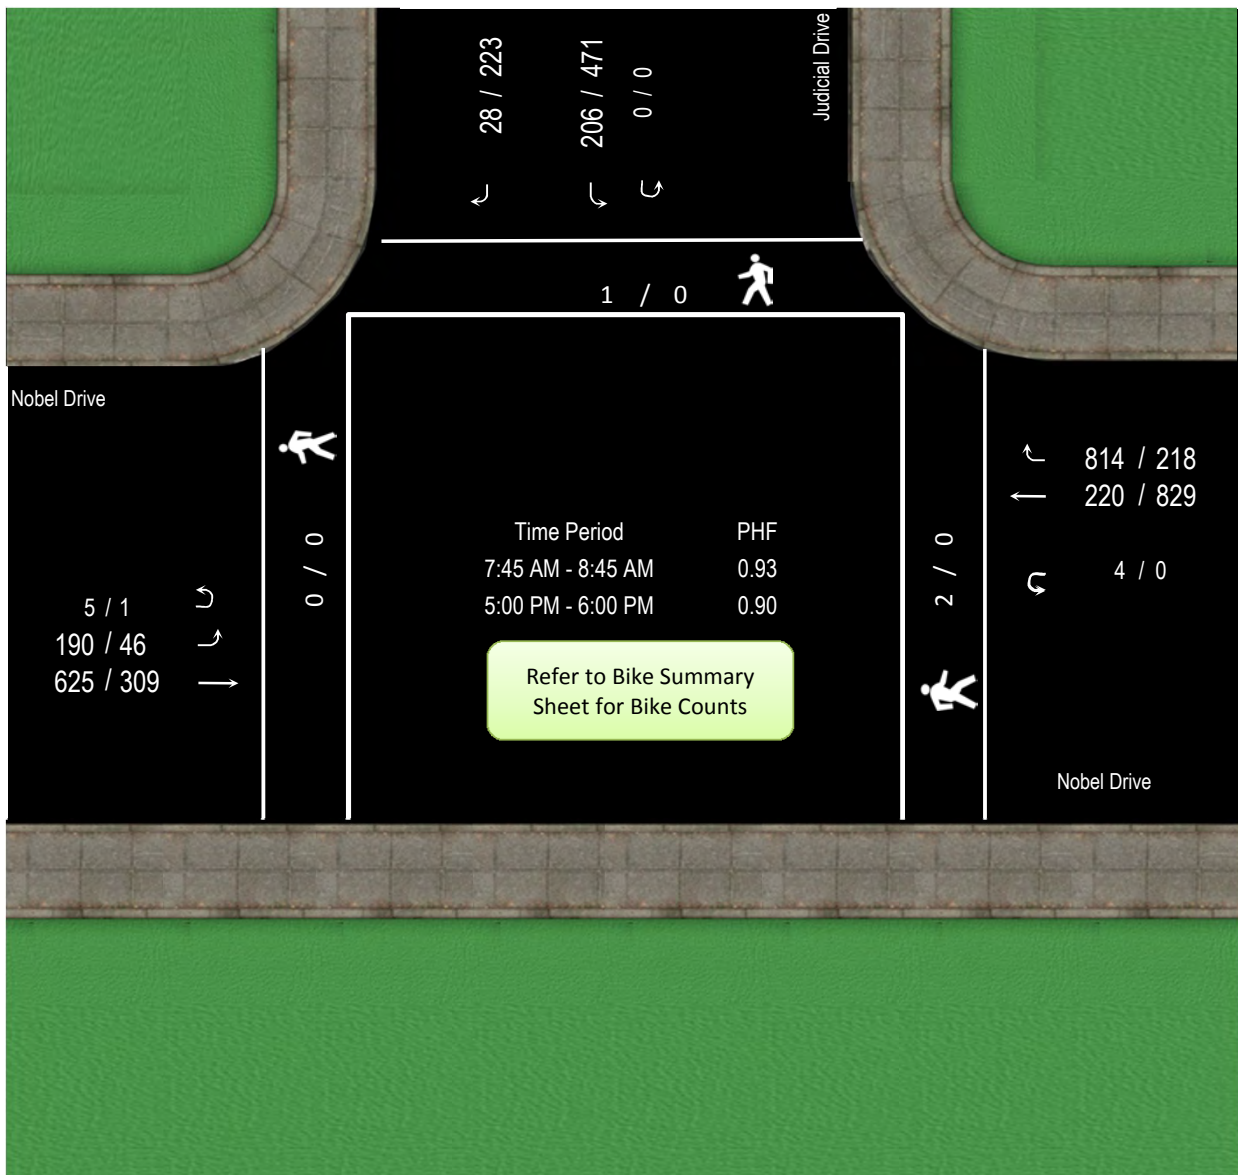 28 / 223
206 / 471
0 / 0
Judicial Drive
1 / 0
Nobel Drive
0 / 0
5 / 1
190 / 46
625 / 309
Time Period PHF
7:45 AM - 8:45 AM 0.93
5:00 PM - 6:00 PM 0.90
Refer to Bike Summary
Sheet for Bike Counts
2 / 0
814 / 218
220 / 829
4 / 0
Nobel Drive